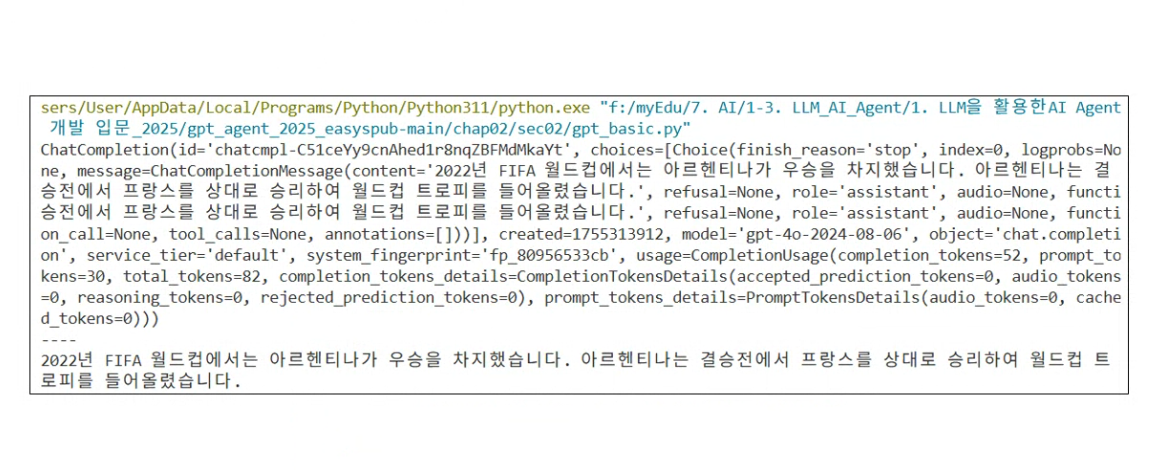 sers/User/AppData/Local/Programs/Python/Python311/python.exe "f:/myEdu/7. AI/1-3. LLM_AI_Agent/1. LLM을 활용한AI Agent
개발 입문_2025/gpt_agent_2025_easyspub-main/chap02/sec02/gpt_basic.py"
ChatCompletion(id='chatcmpl-C51ceYy9cnAhed1r8nqZBFMdMkaYt', choices=[Choice(finish_reason='stop', index=0, logprobs=No
ne, message=ChatCompletionMessage(content='2022년 FIFA 월드컵에서는 아르헨티나가 우승을 차지했습니다. 아르헨티나는 결
승전에서 프랑스를 상대로 승리하여 월드컵 트로피를 들어올렸습니다.', refusal=None, role='assistant', audio=None, functi
승전에서 프랑스를 상대로 승리하여 월드컵 트로피를 들어올렸습니다.', refusal=None, role='assistant', audio=None, functi
on_call=None, tool_calls=None, annotations=[]))], created=1755313912, model='gpt-4o-2024-08-06', object='chat.completi
on', service_tier='default', system_fingerprint='fp_80956533cb', usage=CompletionUsage(completion_tokens=52, prompt_to
kens=30, total_tokens=82, completion_tokens_details=CompletionTokensDetails(accepted_prediction_tokens=0, audio_tokens
=0, reasoning_tokens=0, rejected_prediction_tokens=0), prompt_tokens_details=PromptTokensDetails(audio_tokens=0, cache
d_tokens=0)))
----
2022년 FIFA 월드컵에서는 아르헨티나가 우승을 차지했습니다. 아르헨티나는 결승전에서 프랑스를 상대로 승리하여 월드컵 트
로피를 들어올렸습니다.